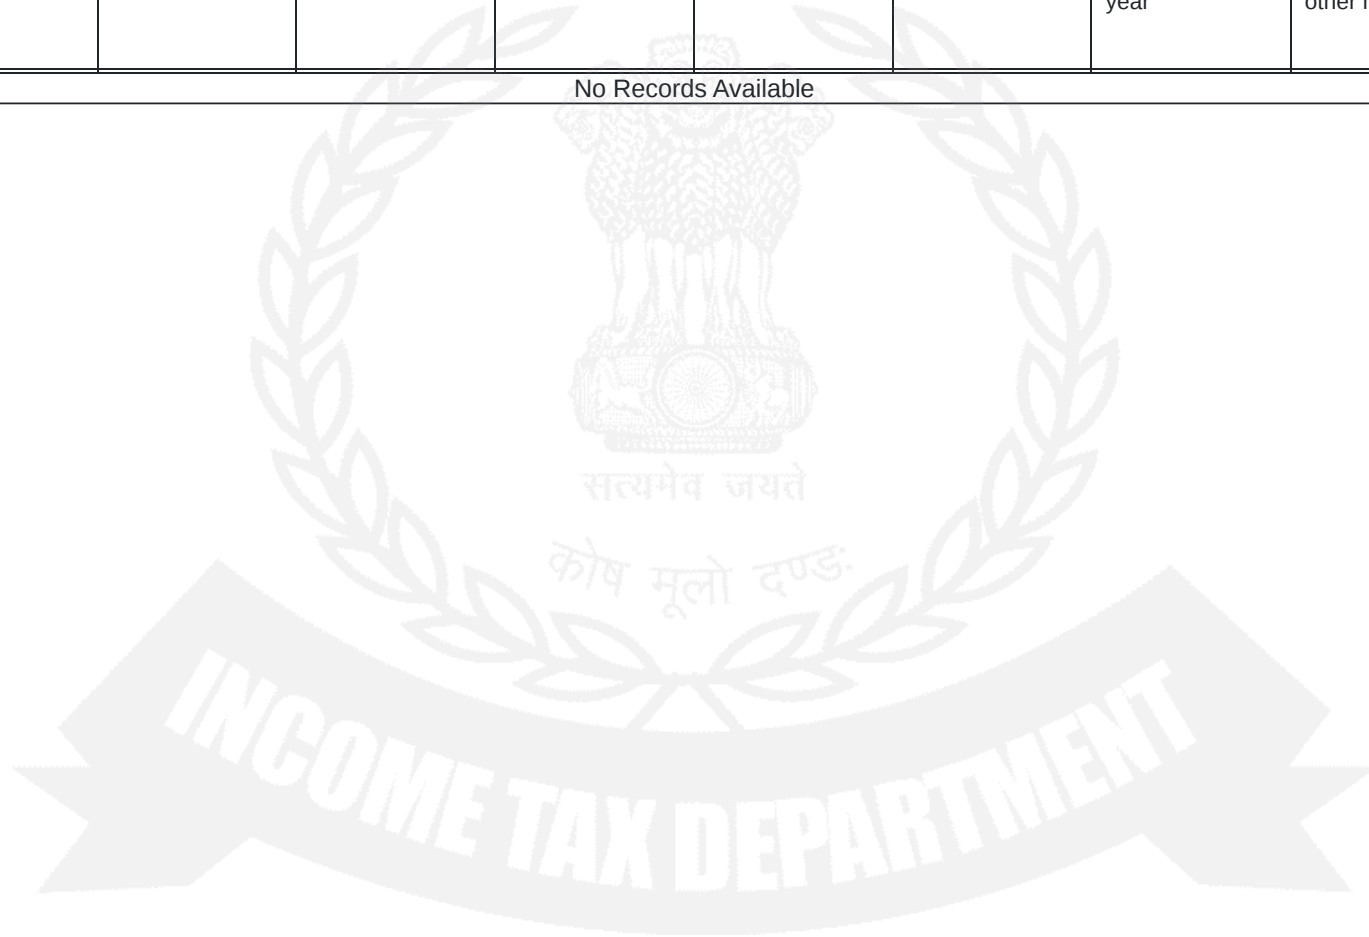 year
other
No Records Available
सत्यमेव जयते
कोष मूलो दण्डः
INCOME TAX DEPARTMENT